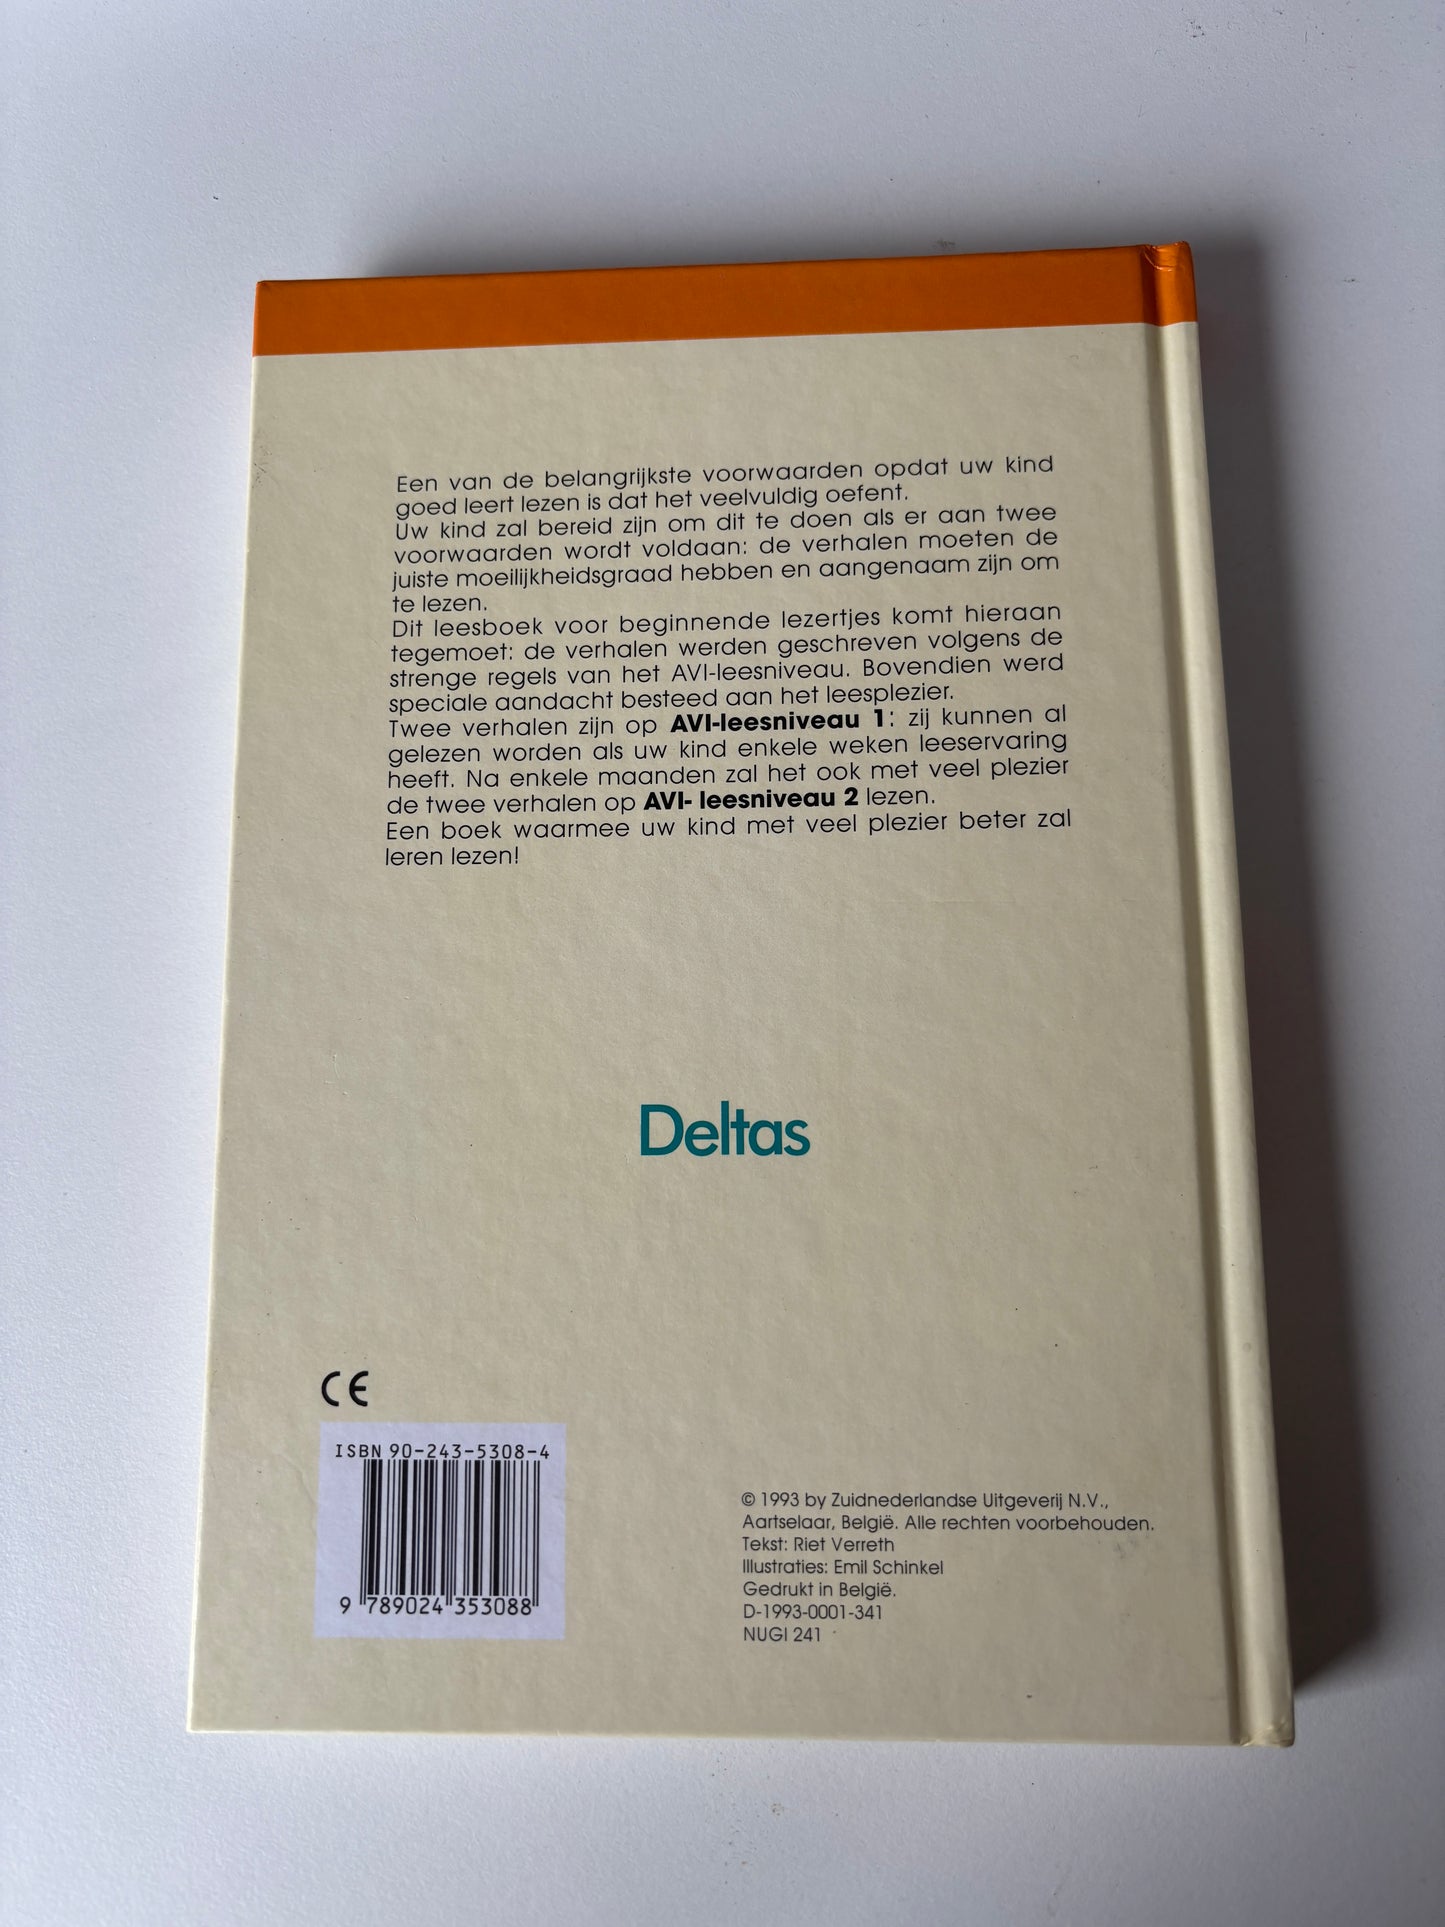 Een van de belangrijkste voorwaarden opdat uw kind
goed leert lezen is dat het veelvuldig oefent.
Uw kind zal bereid zijn om dit te doen als er aan twee
voorwaarden wordt voldaan: de verhalen moeten de
juiste moeilijkheidsgraad hebben en aangenaam zijn om
te lezen.
Dit leesboek voor beginnende lezertjes komt hieraan
tegemoet: de verhalen werden geschreven volgens de
strenge regels van het AVI-leesniveau. Bovendien werd
speciale aandacht besteed aan het leesplezier.
Twee verhalen zijn op AVI-leesniveau 1: zij kunnen al
gelezen worden als uw kind enkele weken leeservaring
heeft. Na enkele maanden zal het ook met veel plezier
de twee verhalen op AVI- leesniveau 2 lezen.
Een boek waarmee uw kind met veel plezier beter zal
leren lezen!
Deltas
CE
ISBN 90-243-5308-4
9 789024 353088
© 1993 by Zuidnederlandse Uitgeverij N.V.,
Aartselaar, België. Alle rechten voorbehouden.
Tekst: Riet Verreth
Illustraties: Emil Schinkel
Gedrukt in België.
D-1993-0001-341
NUGI 241